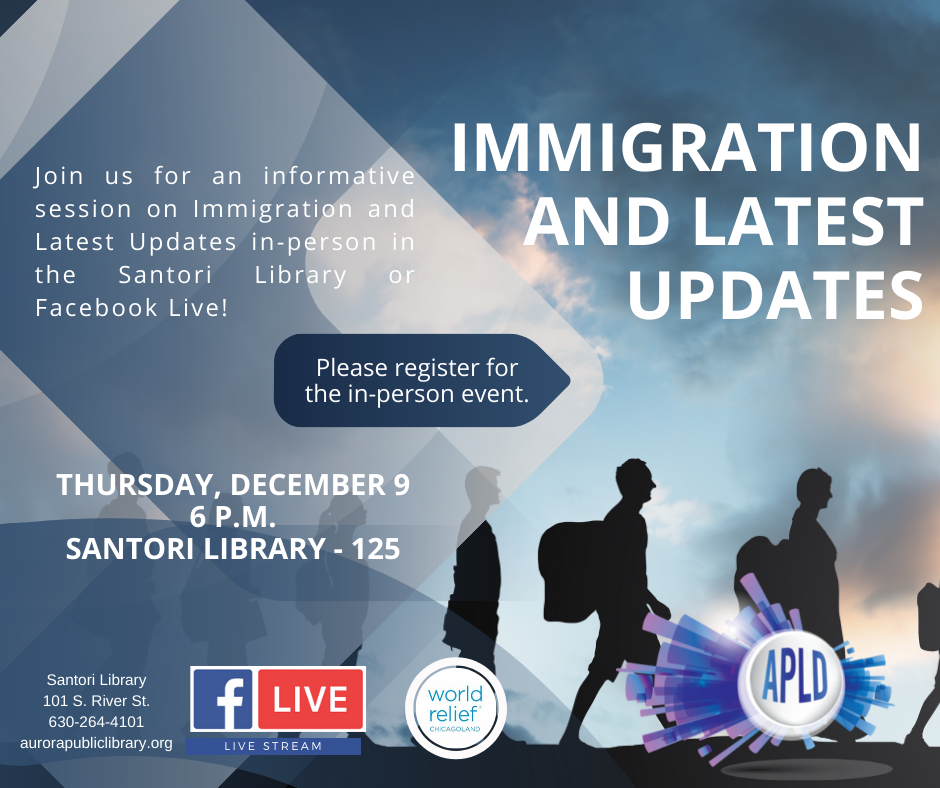 IMMIGRATION
AND LATEST
UPDATES
Join us for an informative
session on Immigration and
Latest Updates in-person in
the Santori Library or
Facebook Live!
Please register for
the in-person event.
THURSDAY, DECEMBER 9
6 P.M.
SANTORI LIBRARY - 125
Santori Library
101 S. River St.
630-264-4101
aurorapubliclibrary.org
f LIVE
LIVE STREAM
world
relief®
CHICAGOLAND
APLD